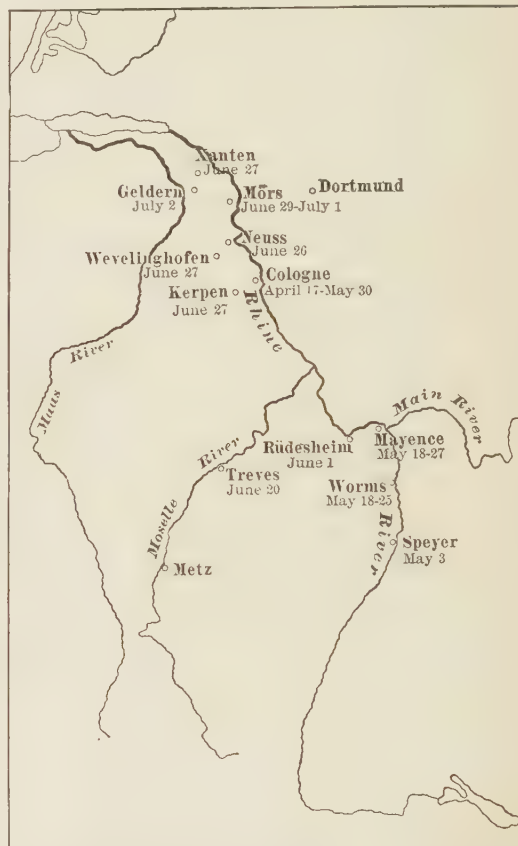 Xanten
June 27
Geldern
July 2
Mörs
June 29-July 1
Dortmund
Neuss
June 26
Wevelinghofen
June 27
Cologne
April 17-May 30
Kerpen
June 27
Rhine
River
Maas
River
Moselle
Main River
Rüdesheim
June 1
Mayence
May 18-27
Treves
June 20
Worms
May 18-25
River
Speyer
May 3
Metz